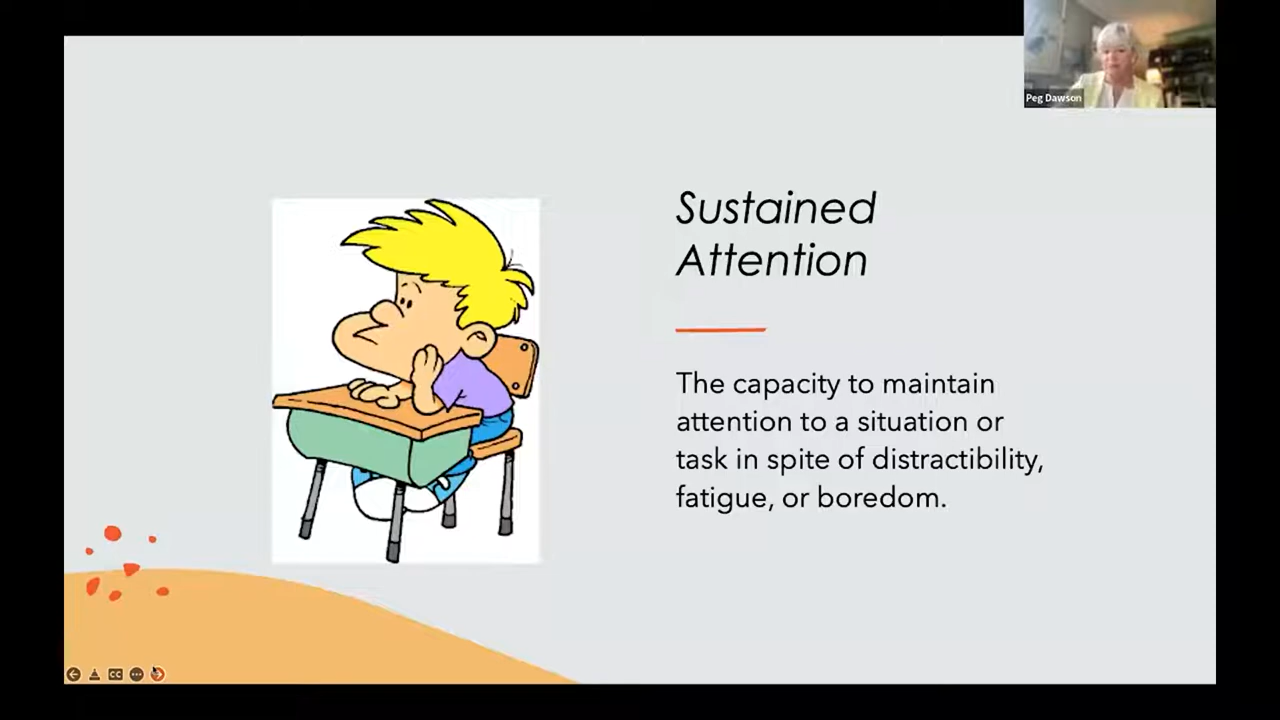 Peg Dawson
Sustained
Attention
The capacity to maintain
attention to a situation or
task in spite of distractibility,
fatigue, or boredom.
CC